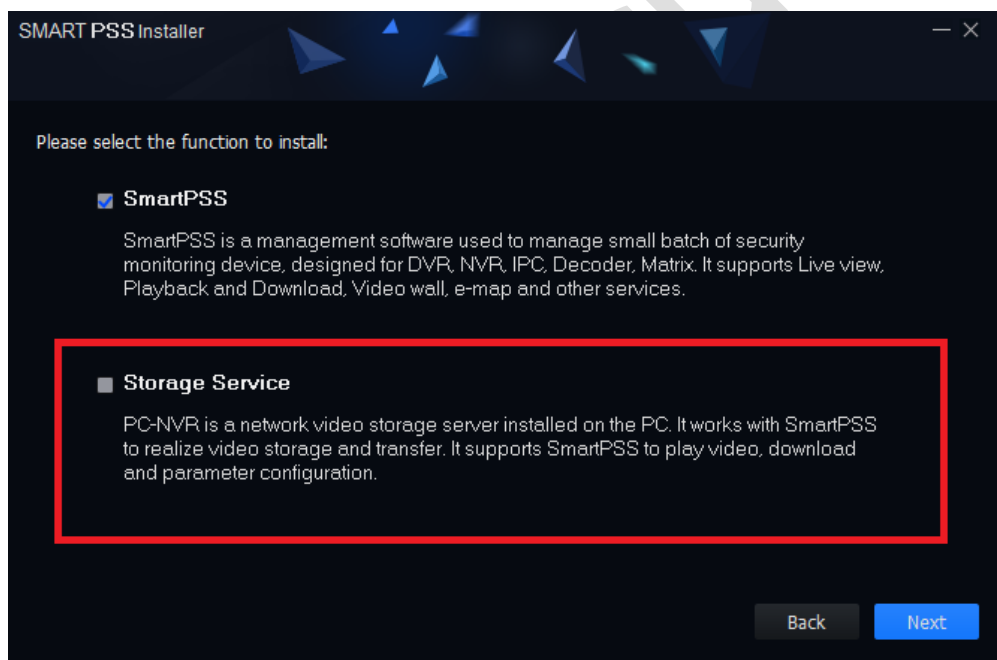 SMART PSS Installer
Please select the function to install:
SmartPSS
SmartPSS is a management software used to manage small batch of security
monitoring device, designed for DVR, NVR, IPC, Decoder, Matrix. It supports Live view,
Playback and Download, Video wall, e-map and other services.
Storage Service
PC-NVR is a network video storage server installed on the PC. It works with SmartPSS
to realize video storage and transfer. It supports SmartPSS to play video, download
and parameter configuration.
Back Next